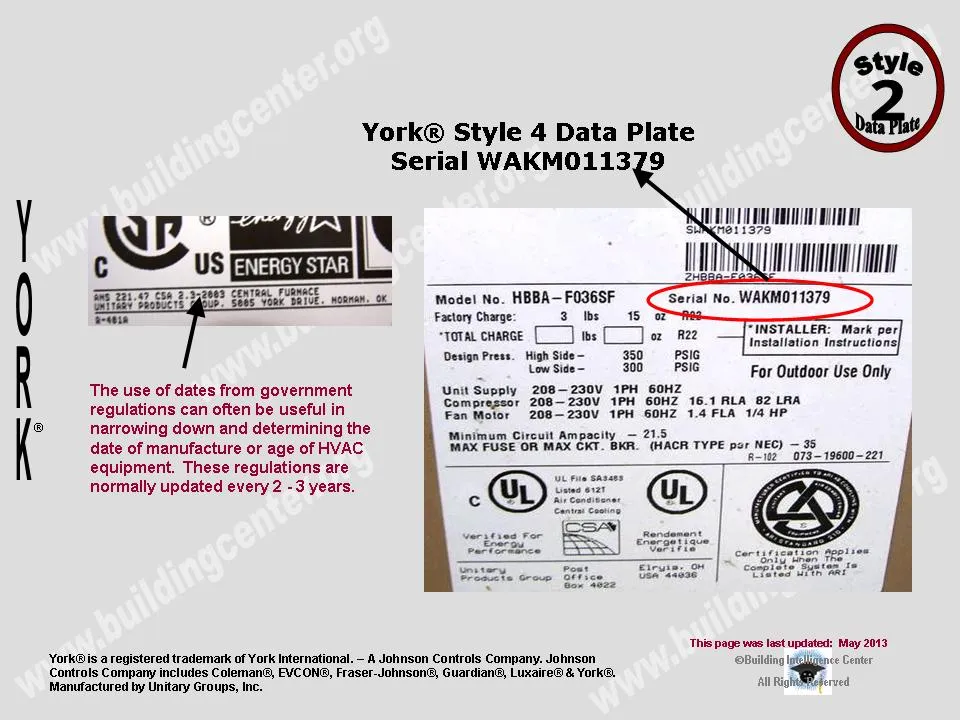 www.buildingcenter.org
Style
2
Data Plate
York® Style 4 Data Plate
Serial WAKM011379
YORK®
C
US
ENERGY STAR
ANS Z21.47 CSA 2.3-2003 CENTRAL FURNACE
UNITARY PRODUCTS GROUP. 5005 YORK DRIVE. NORMAN, OK
R-481A
The use of dates from government
regulations can often be useful in
narrowing down and determining the
date of manufacture or age of HVAC
equipment. These regulations are
normally updated every 2 - 3 years.
SWAKM011379
ZHBBA-F036SF
Model No. HBBA-F036SF Serial No. WAKM011379
Factory Charge: 3 lbs 15 oz R22
*TOTAL CHARGE lbs oz R22
*INSTALLER: Mark per
Installation Instructions
Design Press. High Side- 350 PSIG
Low Side- 300 PSIG
For Outdoor Use Only
Unit Supply 208-230V 1PH 60HZ
Compressor 208-230V 1PH 60HZ 16.1 RLA 82 LRA
Fan Motor 208-230V 1PH 60HZ 1.4 FLA 1/4 HP
Minimum Circuit Ampacity - 21.5
MAX FUSE OR MAX CKT. BKR. (HACR TYPE per NEC) - 35
R-102 073-19600-221
C UL
UL File SA3483
Listed 612T
Air Conditioner
Central Cooling
UL
CSA
Verified For
Energy
Performance
Rendement
Energetique
Verifie
Certification Applies
Only When The
Complete System Is
Listed With ARI
Unitary
Products Group
Post
Office
Box 4022
Elryia, OH
USA 44036
This page was last updated: May 2013
©Building Intelligence Center
All Rights Reserved
York® is a registered trademark of York International. – A Johnson Controls Company. Johnson
Controls Company includes Coleman®, EVCON®, Fraser-Johnson®, Guardian®, Luxaire® & York®.
Manufactured by Unitary Groups, Inc.